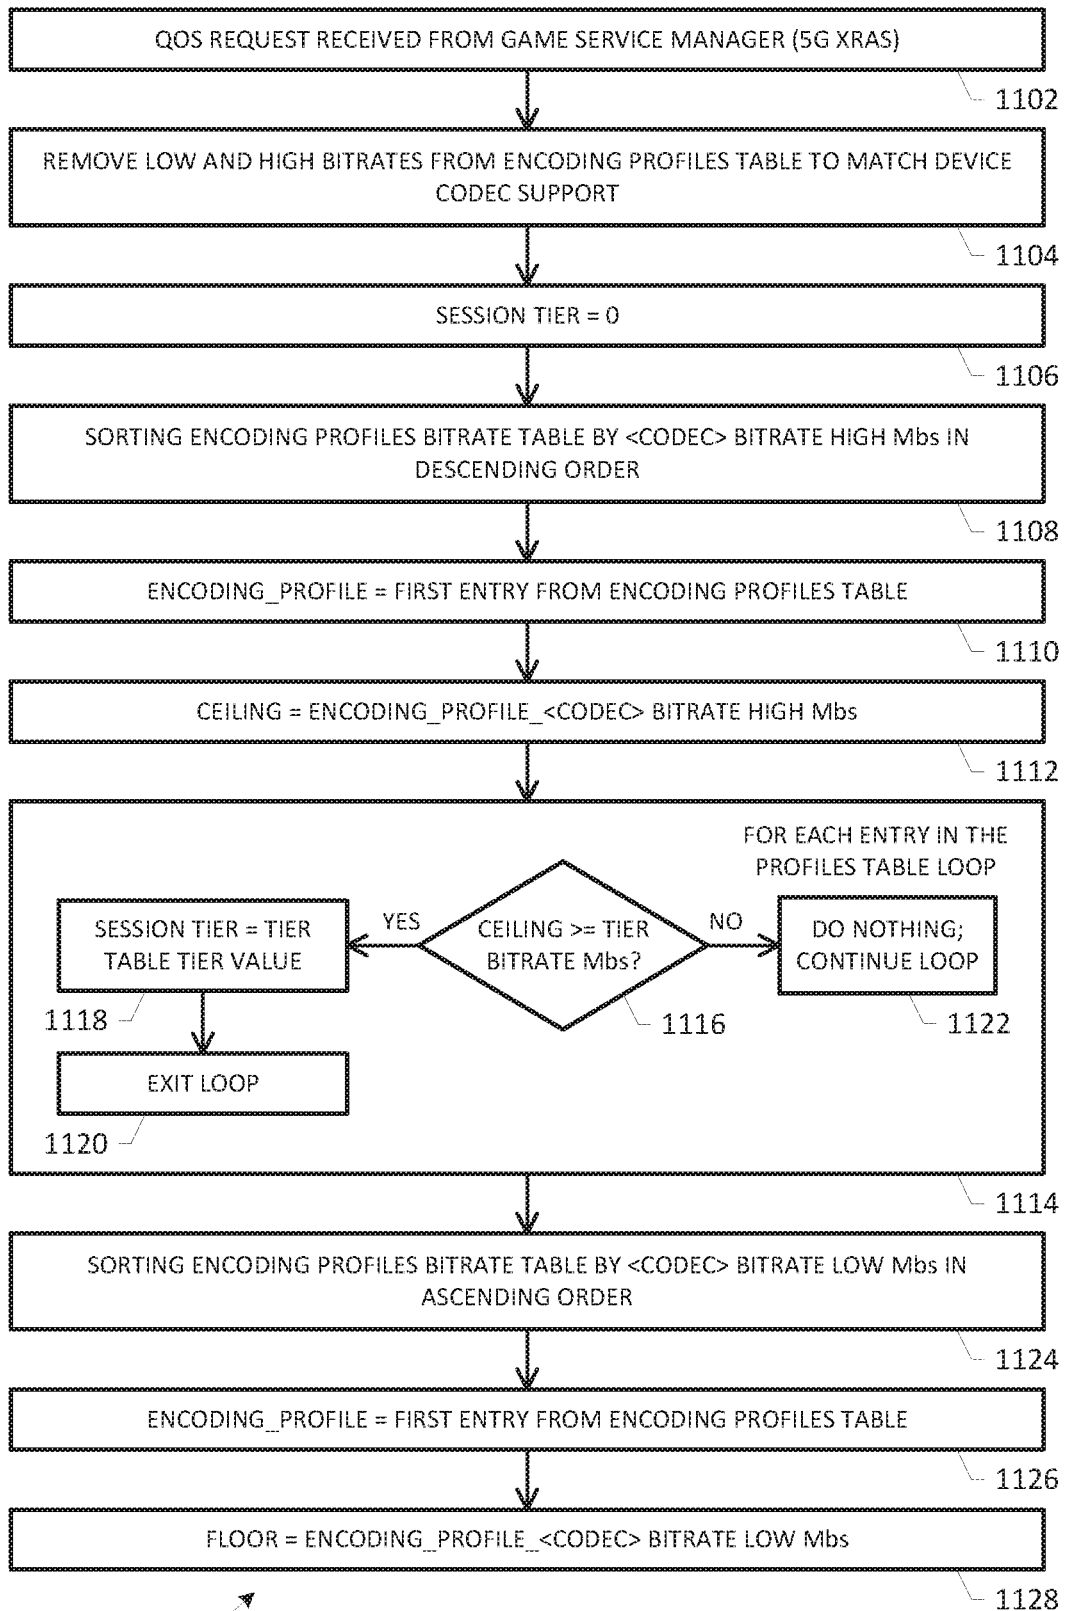 QOS REQUEST RECEIVED FROM GAME SERVICE MANAGER (5G XRAS)
1102
REMOVE LOW AND HIGH BITRATES FROM ENCODING PROFILES TABLE TO MATCH DEVICE
CODEC SUPPORT
1104
SESSION TIER = 0
1106
SORTING ENCODING PROFILES BITRATE TABLE BY <CODEC> BITRATE HIGH Mbs IN
DESCENDING ORDER
1108
ENCODING_PROFILE = FIRST ENTRY FROM ENCODING PROFILES TABLE
1110
CEILING = ENCODING_PROFILE_<CODEC> BITRATE HIGH Mbs
1112
FOR EACH ENTRY IN THE
PROFILES TABLE LOOP
CEILING >= TIER
BITRATE Mbs?
1116
YES
SESSION TIER = TIER
TABLE TIER VALUE
1118
EXIT LOOP
1120
NO
DO NOTHING;
CONTINUE LOOP
1122
1114
SORTING ENCODING PROFILES BITRATE TABLE BY <CODEC> BITRATE LOW Mbs IN
ASCENDING ORDER
1124
ENCODING_PROFILE = FIRST ENTRY FROM ENCODING PROFILES TABLE
1126
FLOOR = ENCODING_PROFILE_<CODEC> BITRATE LOW Mbs
1128